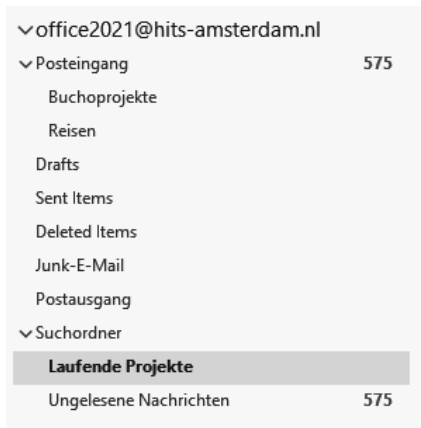 office2021@hits-amsterdam.nl
Posteingang 575
Buchoprojekte
Reisen
Drafts
Sent Items
Deleted Items
Junk-E-Mail
Postausgang
Suchordner
Laufende Projekte
Ungelesene Nachrichten 575